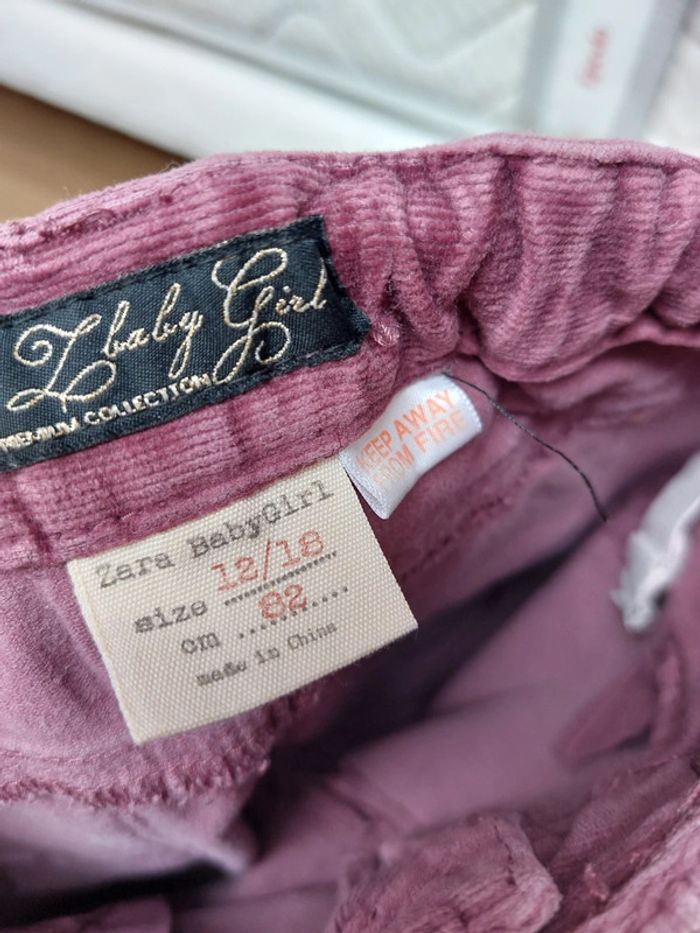 Z baby Girl
PREMIUM COLLECTION
KEEP AWAY
FROM FIRE
Zara BabyGirl
size 12/18
cm ....82....
made in China